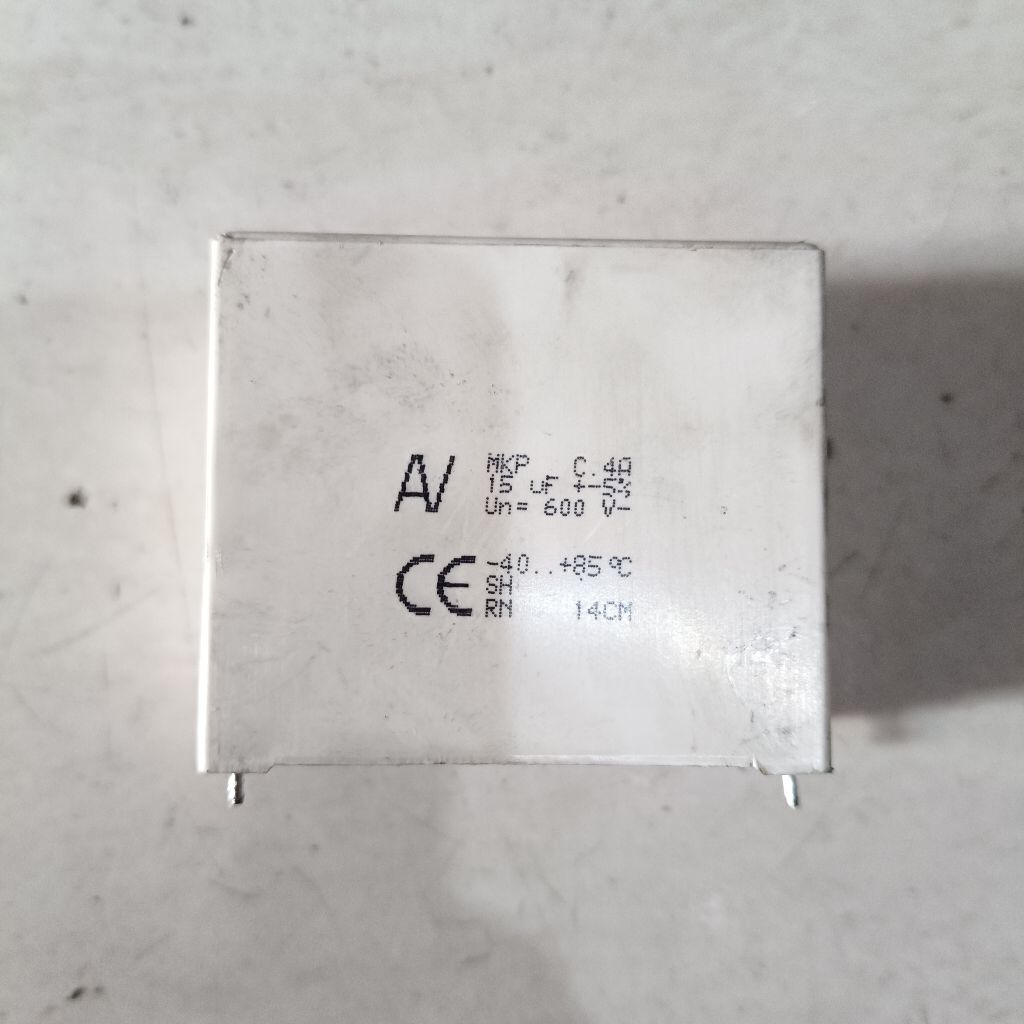 AV
MKP C.4A
15 uF +-5%
Un= 600 V-
CE
-40..+85°C
SH
RN 14CM